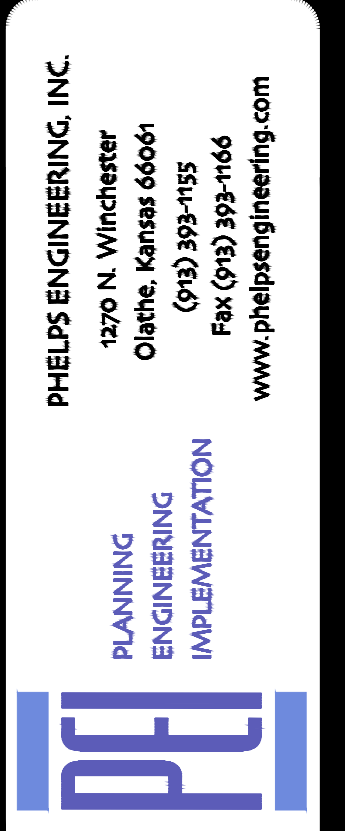 PEI
PLANNING
ENGINEERING
IMPLEMENTATION
PHELPS ENGINEERING, INC.
1270 N. Winchester
Olathe, Kansas 66061
(913) 393-1155
Fax (913) 393-1166
www.phelpsengineering.com